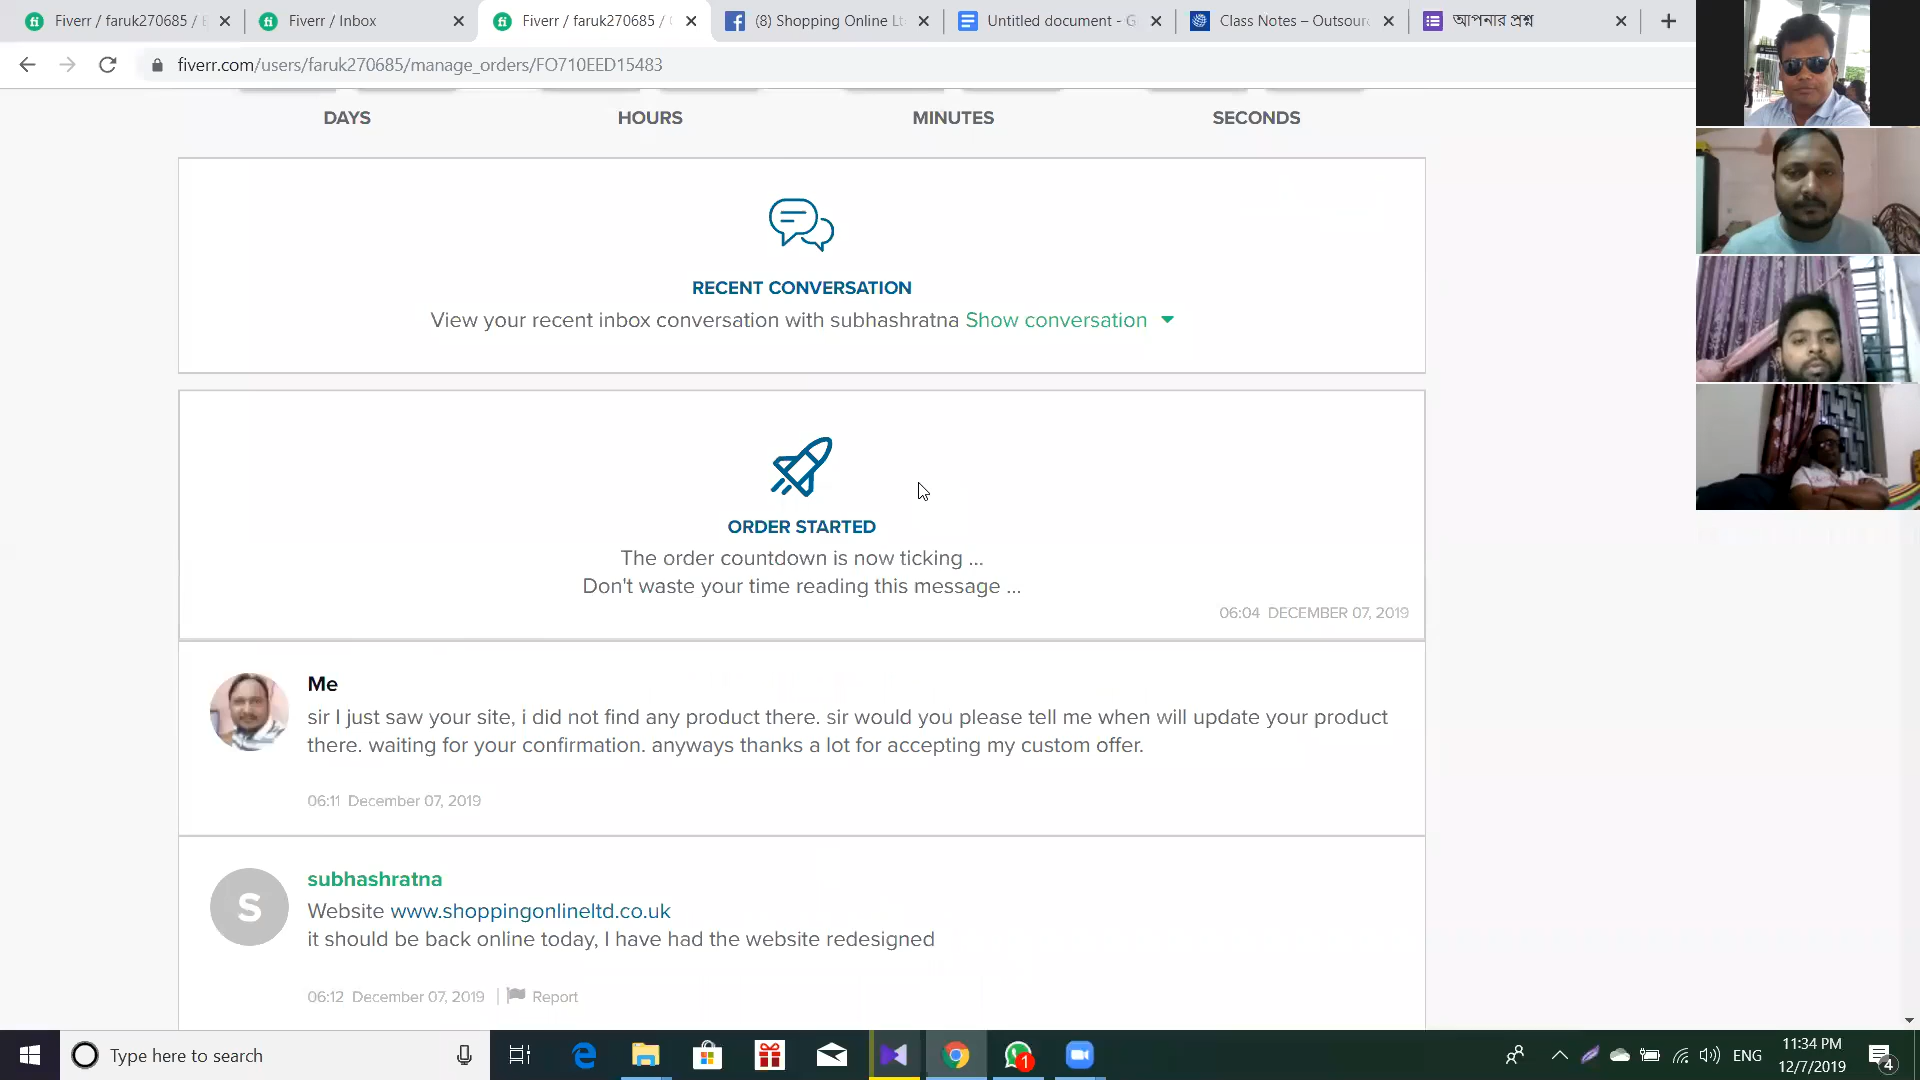 Fiverr / faruk270685 /
Fiverr / Inbox
Fiverr / faruk270685 /
(8) Shopping Online Lt
Untitled document - G
Class Notes – Outsourc
আপনার প্রশ্ন
fiverr.com/users/faruk270685/manage_orders/FO710EED15483
DAYS HOURS MINUTES SECONDS
RECENT CONVERSATION
View your recent inbox conversation with subhashratna Show conversation
ORDER STARTED
The order countdown is now ticking ...
Don't waste your time reading this message ...
06:04 DECEMBER 07, 2019
Me
sir I just saw your site, i did not find any product there. sir would you please tell me when will update your product
there. waiting for your confirmation. anyways thanks a lot for accepting my custom offer.
06:11 December 07, 2019
S
subhashratna
Website www.shoppingonlineltd.co.uk
it should be back online today, I have had the website redesigned
06:12 December 07, 2019 | Report
Type here to search
1
ENG
11:34 PM
12/7/2019
4